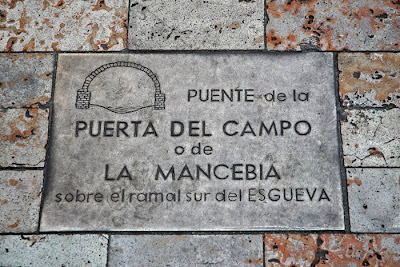 PUENTE de la
PUERTA DEL CAMPO
o de
LA MANCEBIA
sobre el ramal sur del ESGUEVA